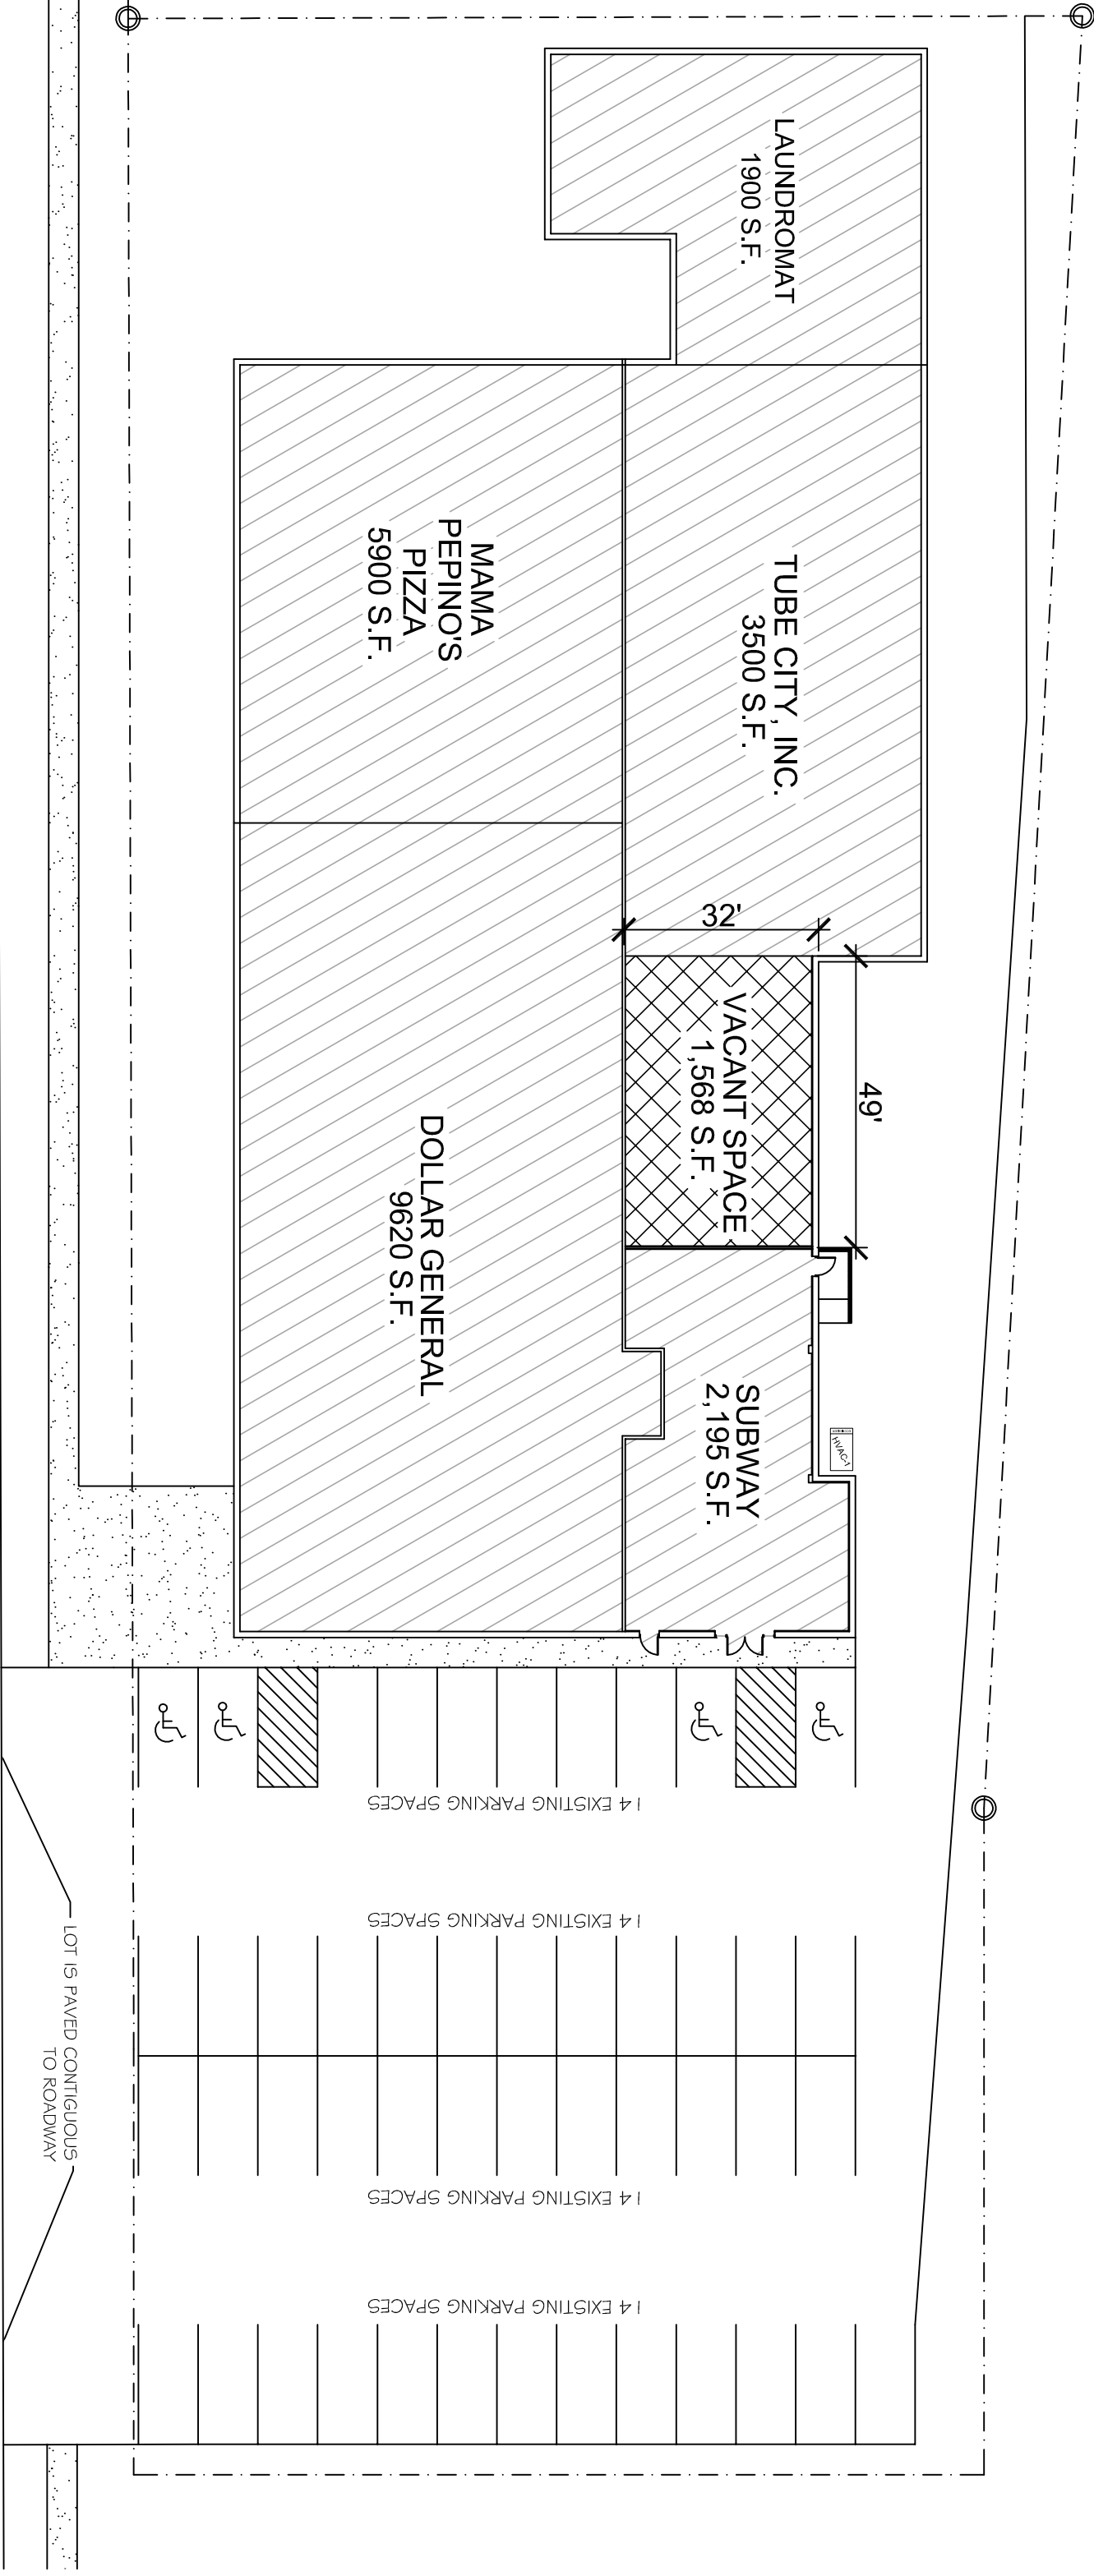 LAUNDROMAT
1900 S.F.
TUBE CITY, INC.
3500 S.F.
MAMA
PEPINO'S
PIZZA
5900 S.F.
32'
49'
VACANT SPACE
1,568 S.F.
DOLLAR GENERAL
9620 S.F.
SUBWAY
2,195 S.F.
HVAC-1
14 EXISTING PARKING SPACES
14 EXISTING PARKING SPACES
14 EXISTING PARKING SPACES
14 EXISTING PARKING SPACES
LOT IS PAVED CONTIGUOUS
TO ROADWAY